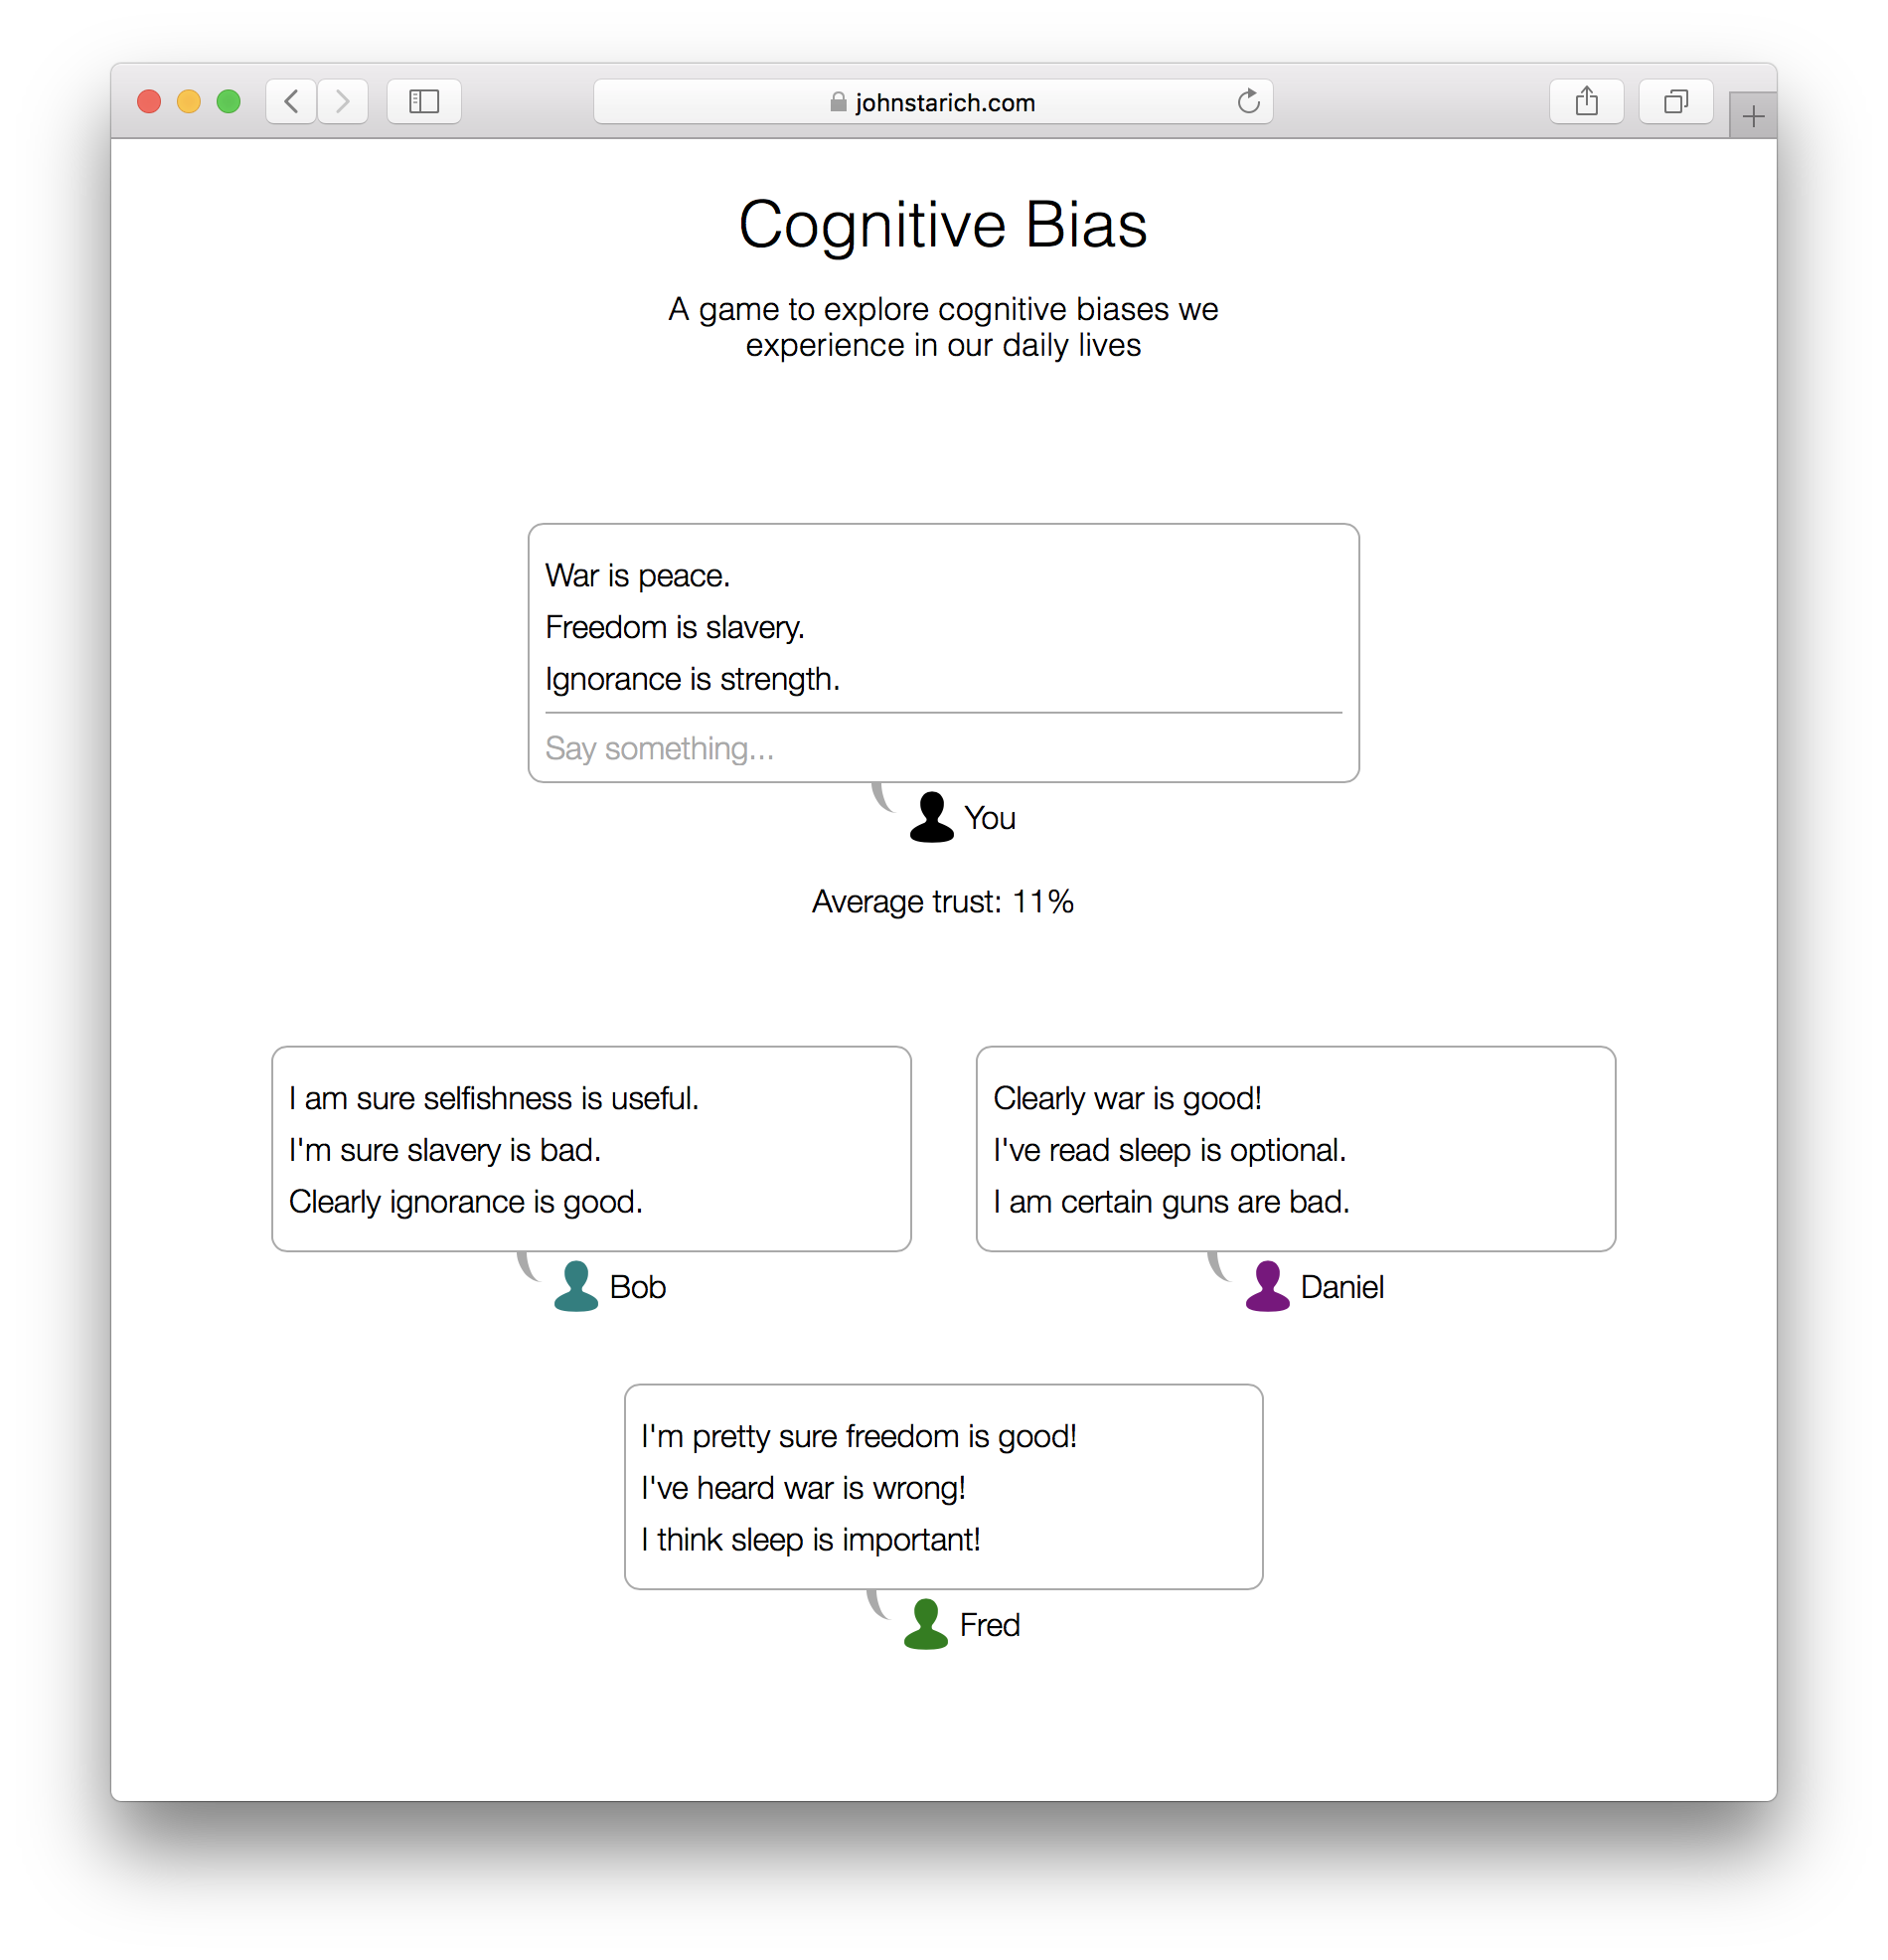 johnstarich.com
Cognitive Bias
A game to explore cognitive biases we
experience in our daily lives
War is peace.
Freedom is slavery.
Ignorance is strength.
Say something...
You
Average trust: 11%
I am sure selfishness is useful.
I'm sure slavery is bad.
Clearly ignorance is good.
Bob
Clearly war is good!
I've read sleep is optional.
I am certain guns are bad.
Daniel
I'm pretty sure freedom is good!
I've heard war is wrong!
I think sleep is important!
Fred